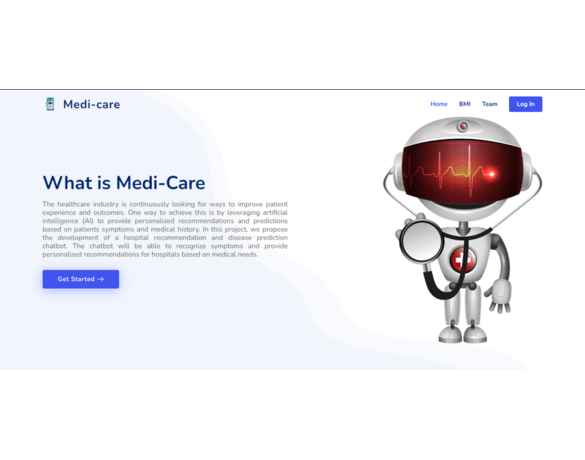 Medi-care
Home BMI Team Log In
What is Medi-Care
The healthcare industry is continuously looking for ways to improve patient
experience and outcomes. One way to achieve this is by leveraging artificial
intelligence (AI) to provide personalized recommendations and predictions
based on patients symptoms and medical history. In this project, we propose
the development of a hospital recommendation and disease prediction
chatbot. The chatbot will be able to recognize symptoms and provide
personalized recommendations for hospitals based on medical needs.
Get Started →